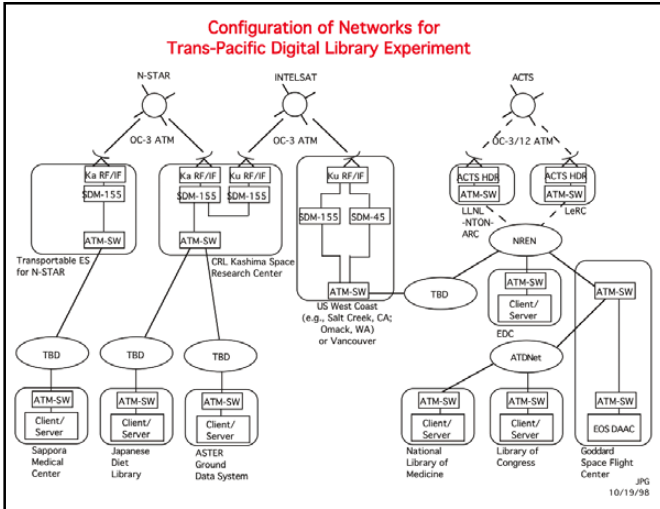 Configuration of Networks for
Trans-Pacific Digital Library Experiment
N-STAR
INTELSAT
ACTS
OC-3 ATM
OC-3 ATM
OC-3/12 ATM
Ka RF/IF
Ka RF/IF
Ku RF/IF
Ku RF/IF
ACTS HDR
ACTS HDR
SDM-155
SDM-155
SDM-155
ATM-SW
ATM-SW
SDM-155
SDM-45
LLNL
-NTON-
ARC
LeRC
ATM-SW
ATM-SW
NREN
Transportable ES
for N-STAR
CRL Kashima Space
Research Center
ATM-SW
TBD
ATM-SW
ATM-SW
US West Coast
(e.g., Salt Creek, CA;
Omack, WA)
or Vancouver
Client/
Server
EDC
TBD
TBD
TBD
ATDNet
ATM-SW
ATM-SW
ATM-SW
ATM-SW
ATM-SW
ATM-SW
Client/
Server
Client/
Server
Client/
Server
Client/
Server
Client/
Server
EOS DAAC
Sappora
Medical
Center
Japanese
Diet
Library
ASTER
Ground
Data System
National
Library of
Medicine
Library of
Congress
Goddard
Space Flight
Center
JPG
10/19/98